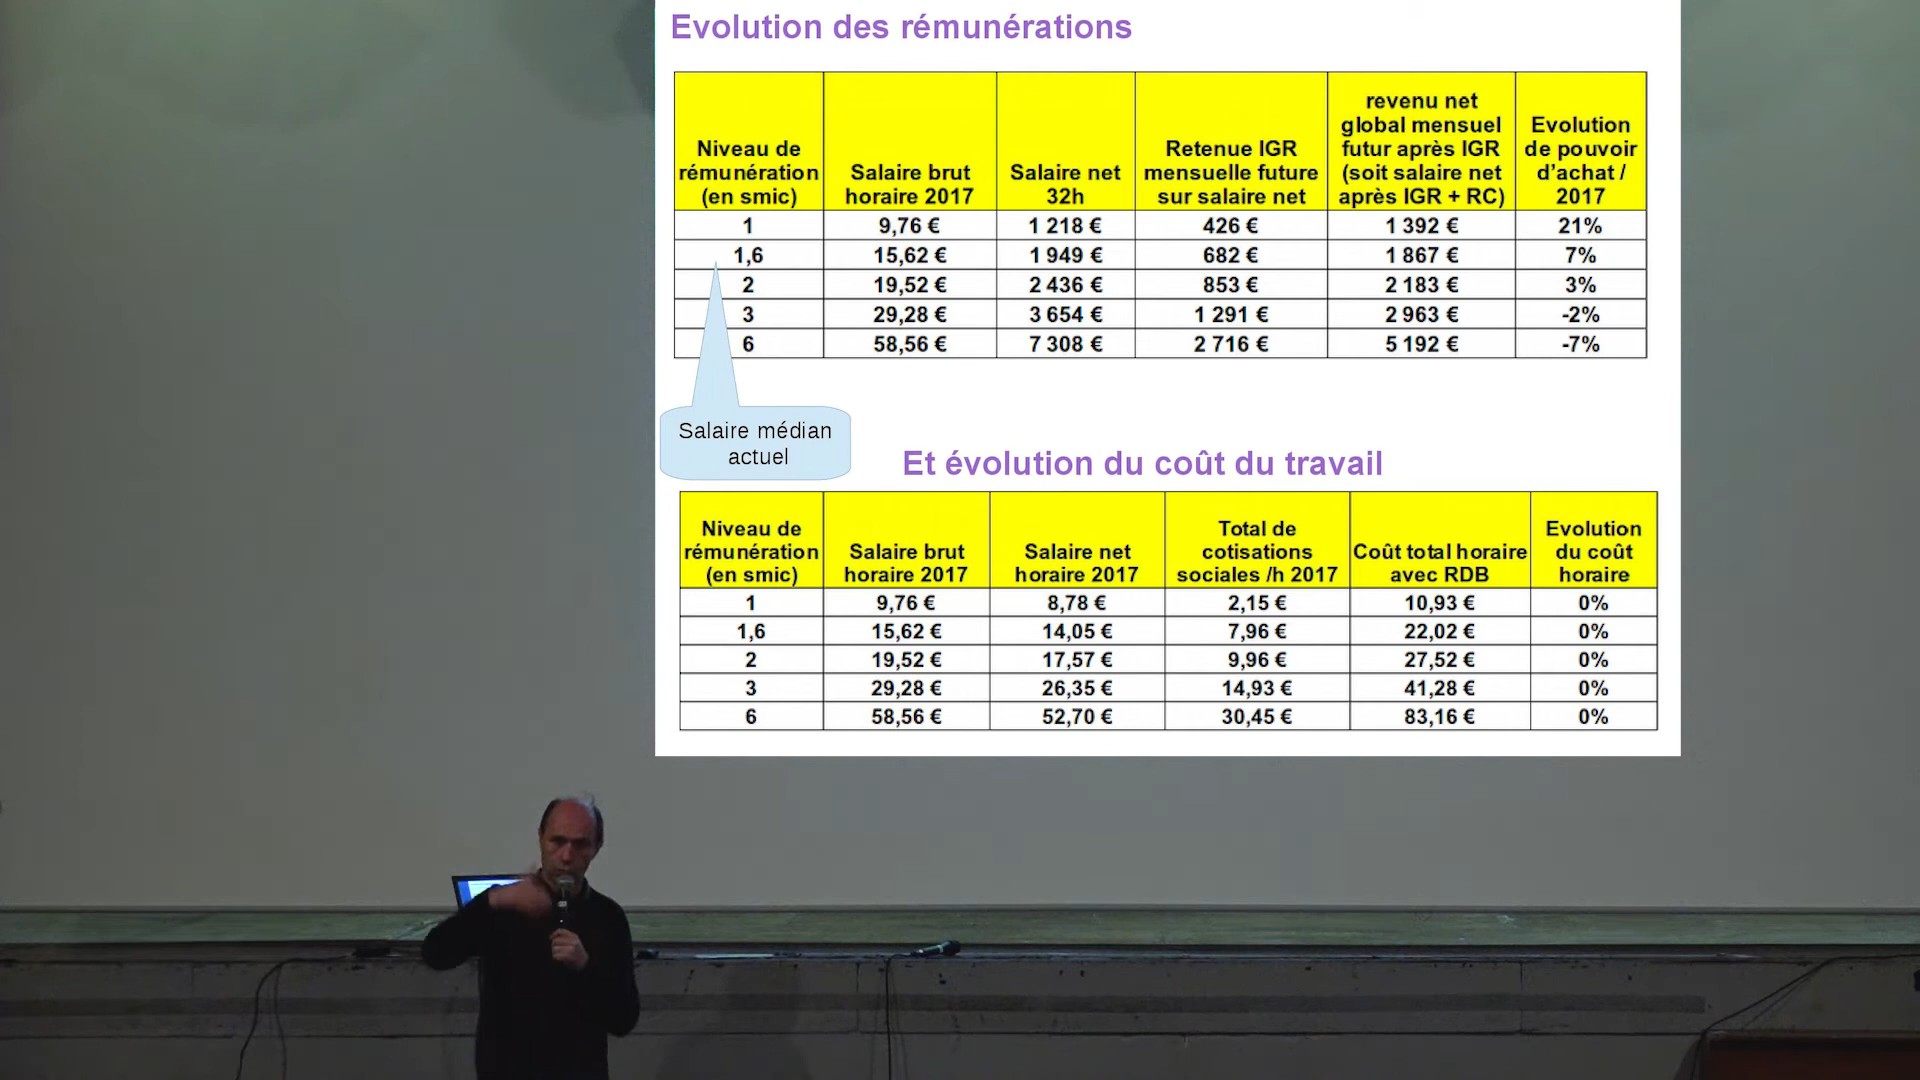 Evolution des rémunérations
Niveau de rémunération (en smic) Salaire brut horaire 2017 Salaire net 32h Retenue IGR mensuelle future sur salaire net revenu net global mensuel futur après IGR (soit salaire net après IGR + RC) Evolution de pouvoir d'achat / 2017
1 9,76 € 1 218 € 426 € 1 392 € 21%
1,6 15,62 € 1 949 € 682 € 1 867 € 7%
2 19,52 € 2 436 € 853 € 2 183 € 3%
3 29,28 € 3 654 € 1 291 € 2 963 € -2%
6 58,56 € 7 308 € 2 716 € 5 192 € -7%
Salaire médian
actuel
Et évolution du coût du travail
Niveau de rémunération (en smic) Salaire brut horaire 2017 Salaire net horaire 2017 Total de cotisations sociales /h 2017 Coût total horaire avec RDB Evolution du coût horaire
1 9,76 € 8,78 € 2,15 € 10,93 € 0%
1,6 15,62 € 14,05 € 7,96 € 22,02 € 0%
2 19,52 € 17,57 € 9,96 € 27,52 € 0%
3 29,28 € 26,35 € 14,93 € 41,28 € 0%
6 58,56 € 52,70 € 30,45 € 83,16 € 0%